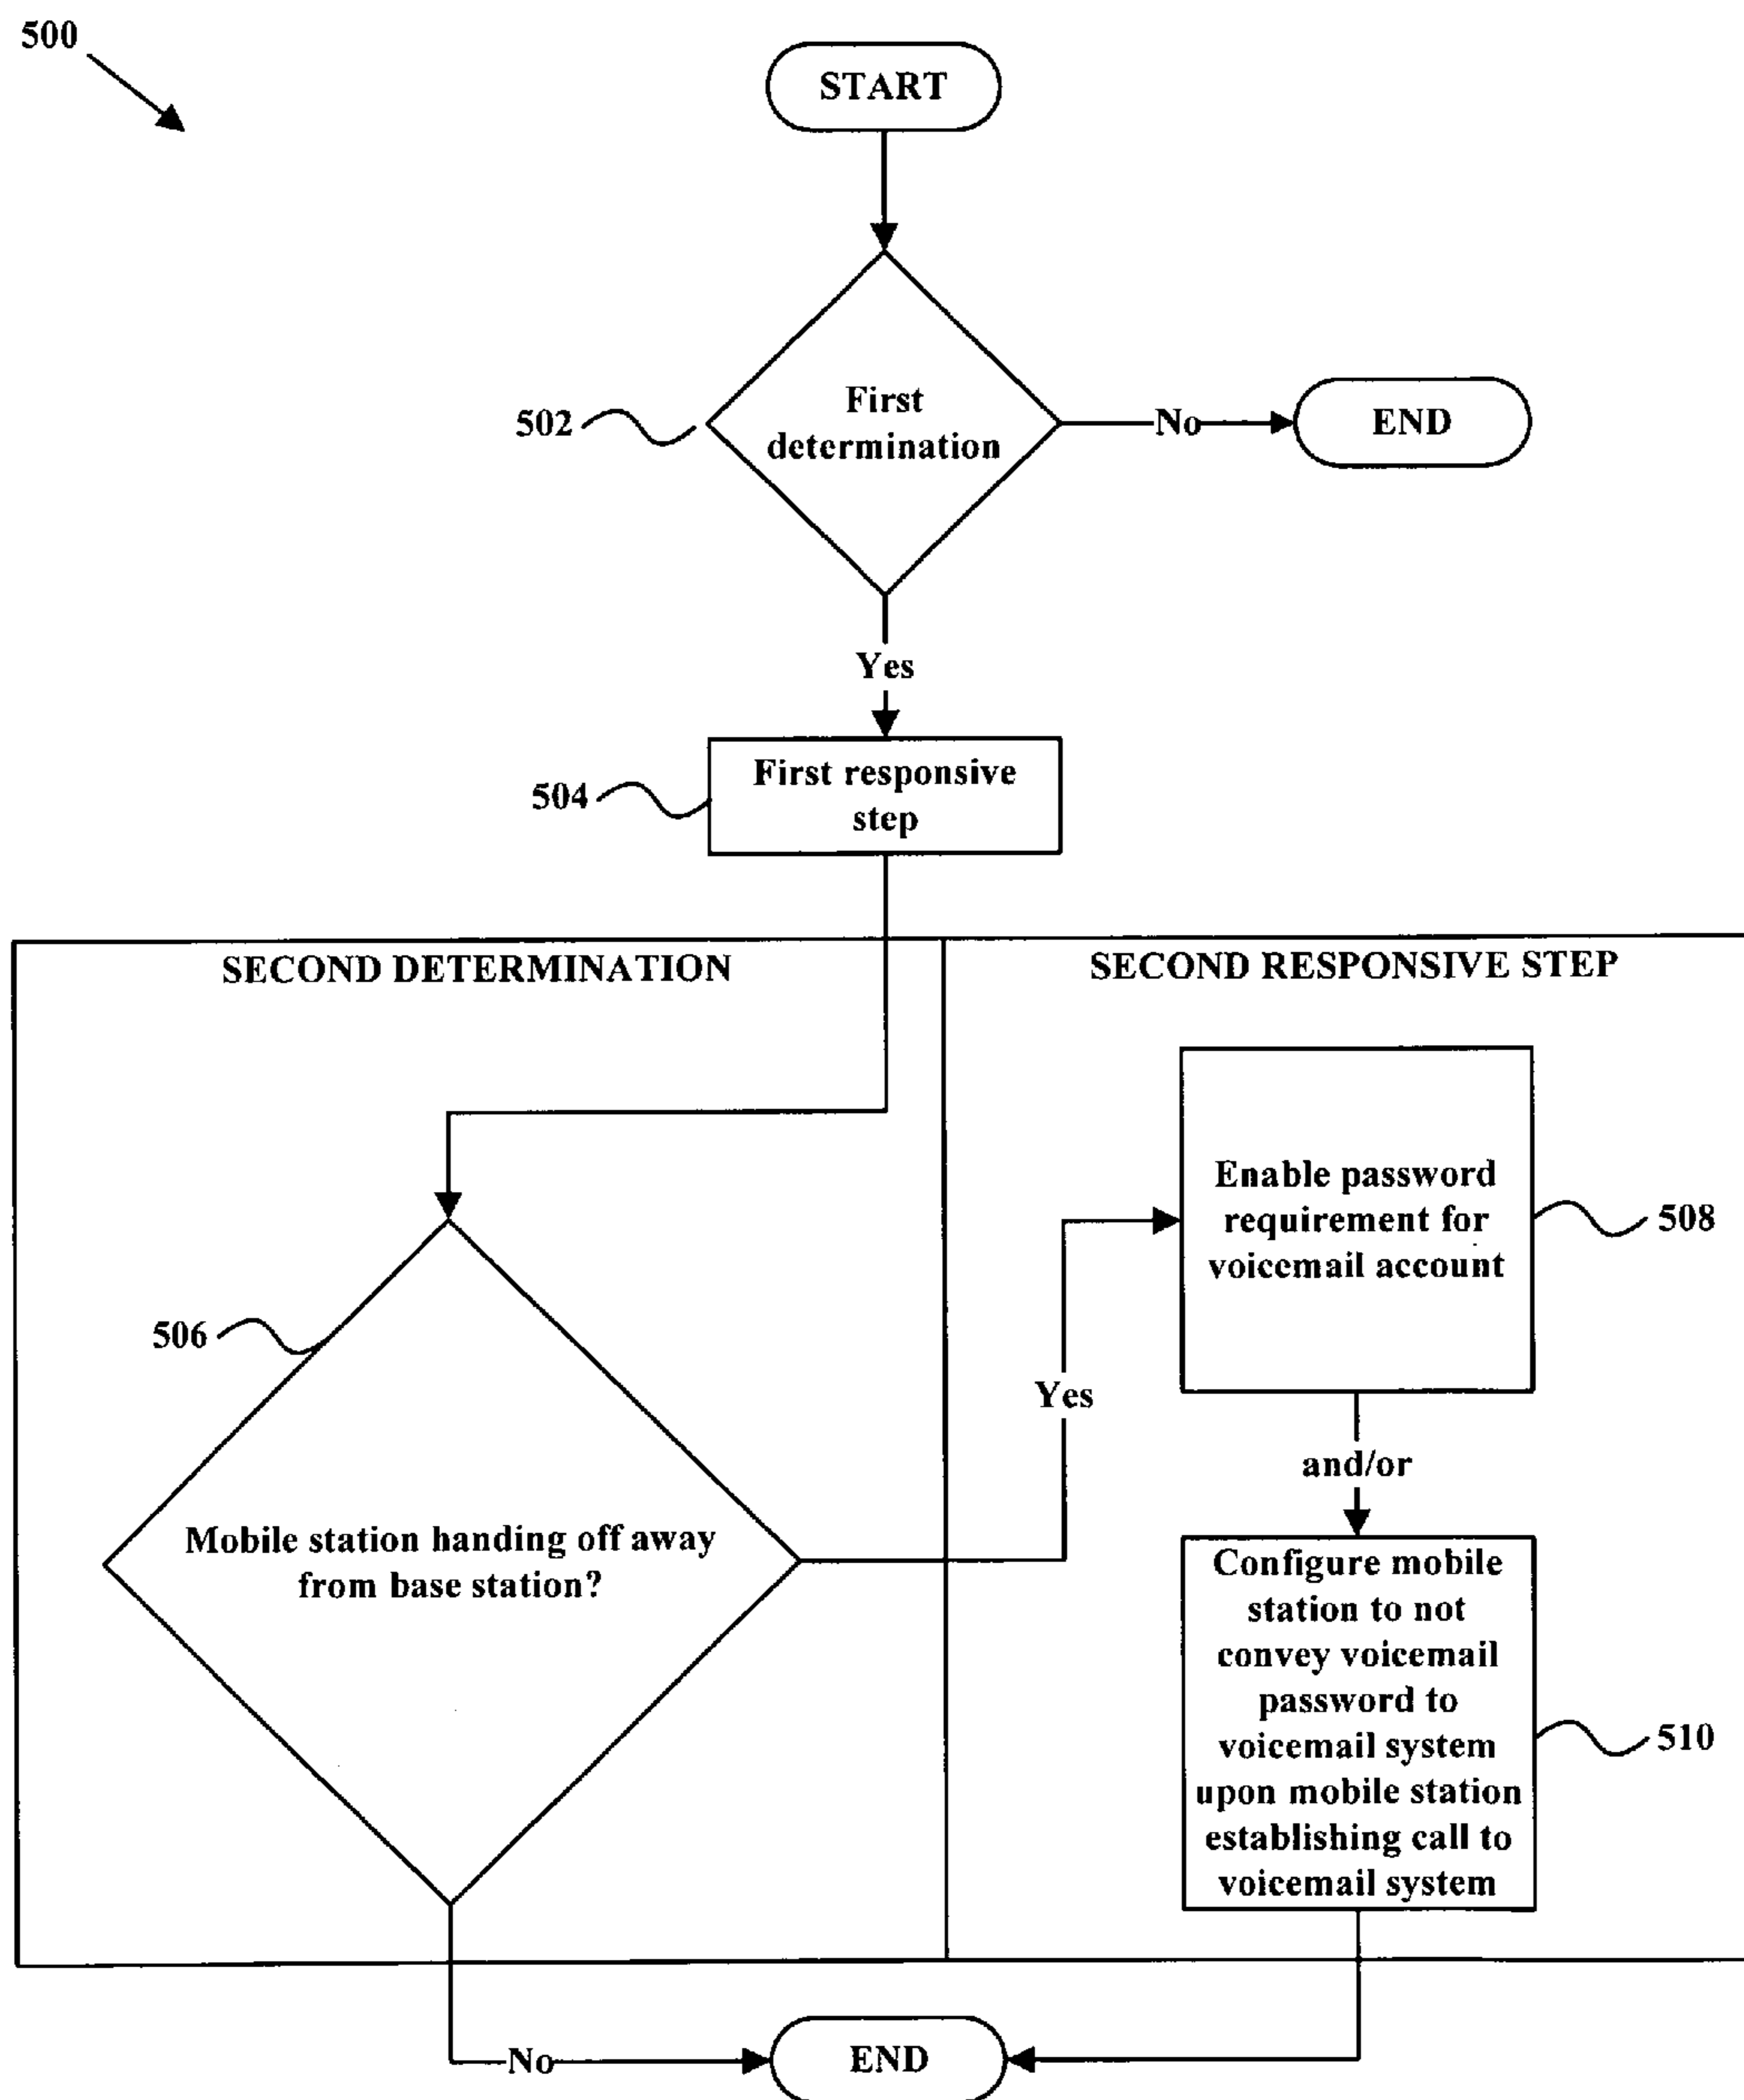 500
START
502
First
determination
No
END
Yes
504
First responsive
step
SECOND DETERMINATION
SECOND RESPONSIVE STEP
506
Mobile station handing off away
from base station?
Yes
Enable password
requirement for
voicemail account
508
and/or
Configure mobile
station to not
convey voicemail
password to
voicemail system
upon mobile station
establishing call to
voicemail system
510
No
END